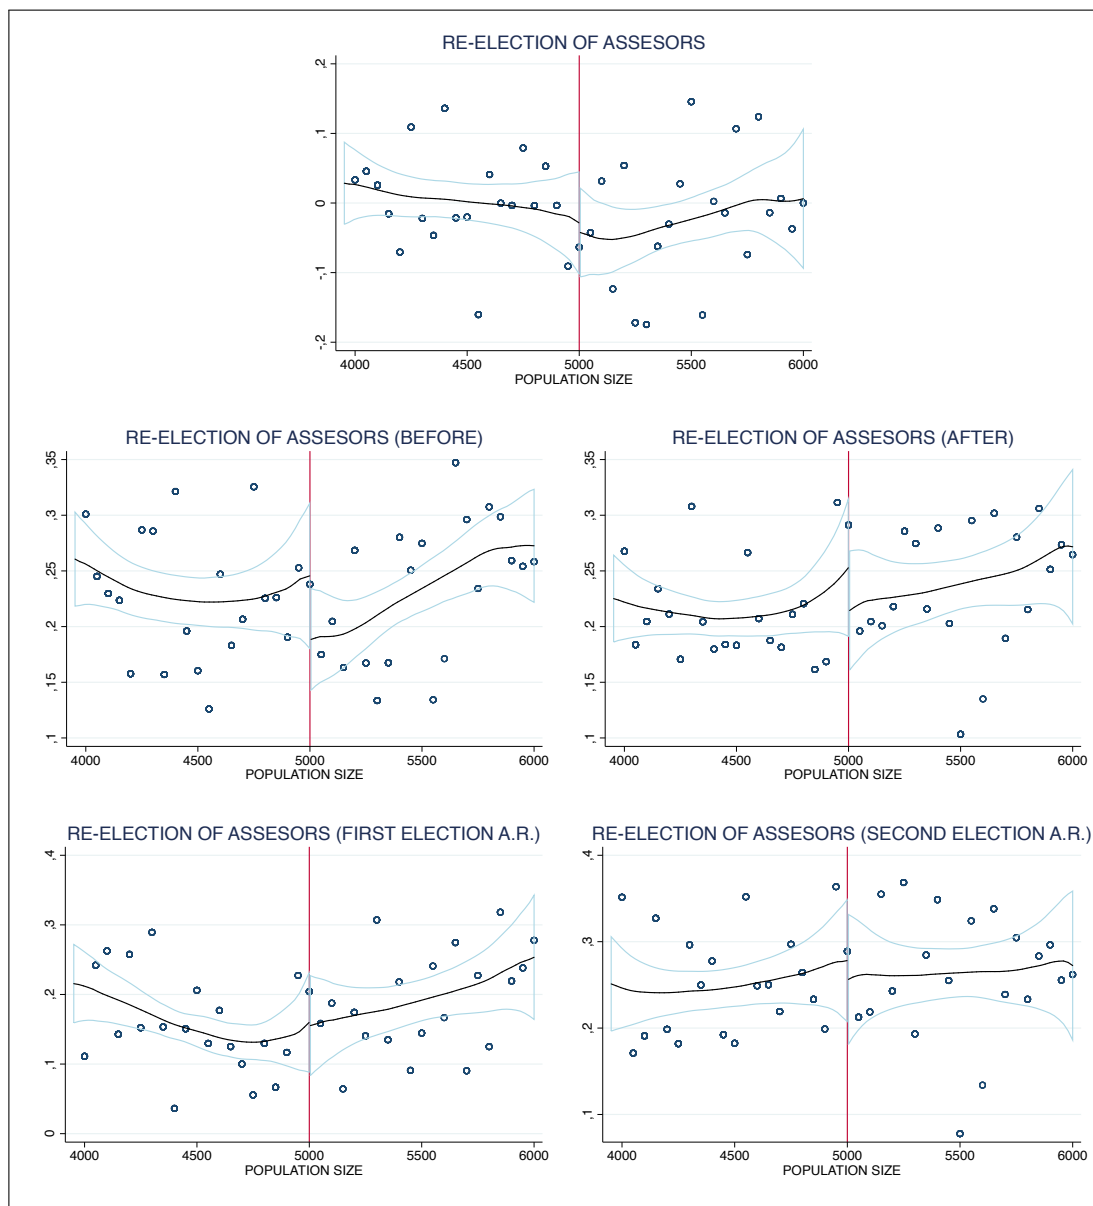 RE-ELECTION OF ASSESORS
,2
,1
0
-,1
-,2
4000 4500 5000 5500 6000
POPULATION SIZE
RE-ELECTION OF ASSESORS (BEFORE)
,35
,3
,25
,2
,15
,1
4000 4500 5000 5500 6000
POPULATION SIZE
RE-ELECTION OF ASSESORS (AFTER)
,35
,3
,25
,2
,15
,1
4000 4500 5000 5500 6000
POPULATION SIZE
RE-ELECTION OF ASSESORS (FIRST ELECTION A.R.)
,4
,3
,2
,1
0
4000 4500 5000 5500 6000
POPULATION SIZE
RE-ELECTION OF ASSESORS (SECOND ELECTION A.R.)
,4
,3
,2
,1
4000 4500 5000 5500 6000
POPULATION SIZE